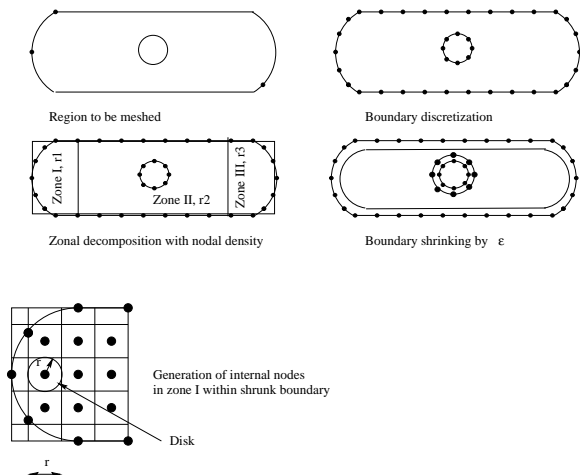 Region to be meshed
Boundary discretization
Zone I, r1
Zone II, r2
Zone III, r3
Zonal decomposition with nodal density
Boundary shrinking by ε
r
Generation of internal nodes
in zone I within shrunk boundary
Disk
r